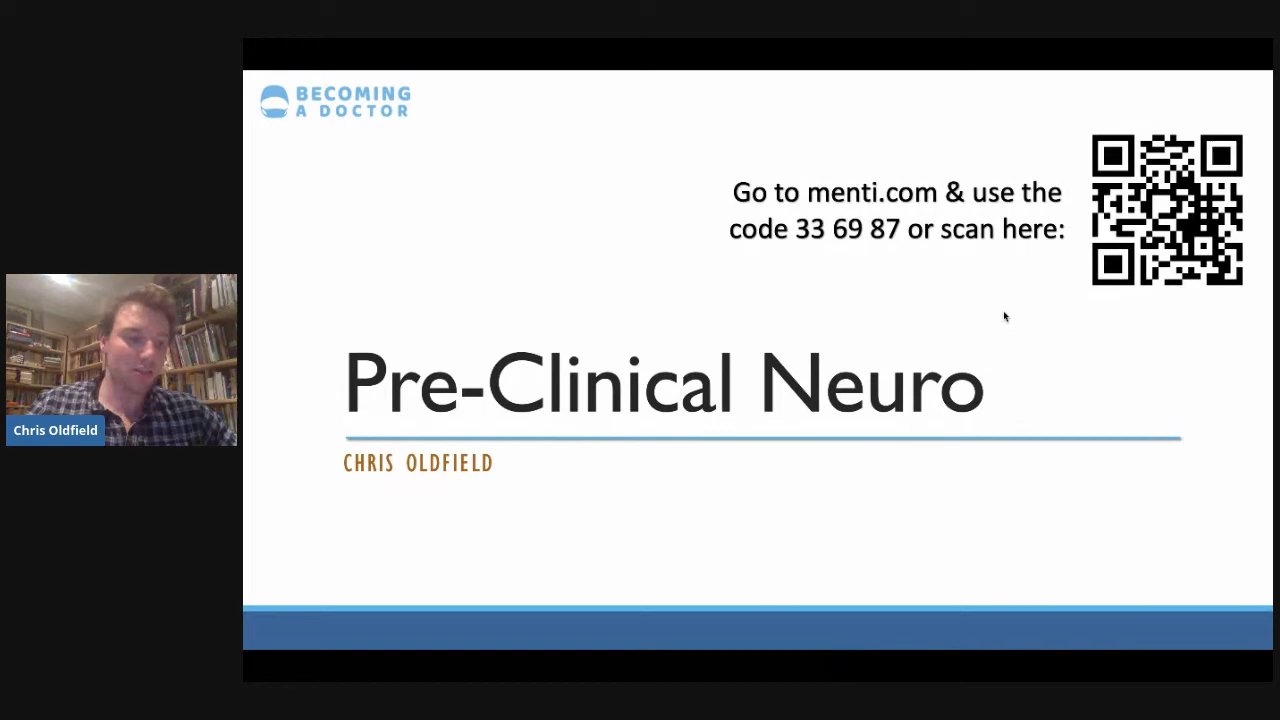 BECOMING
A DOCTOR
Go to menti.com & use the
code 33 69 87 or scan here:
Pre-Clinical Neuro
CHRIS OLDFIELD
Chris Oldfield